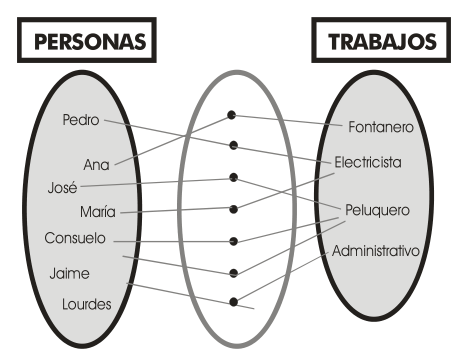 PERSONAS
TRABAJOS
Pedro
Ana
José
María
Consuelo
Jaime
Lourdes
Fontanero
Electricista
Peluquero
Administrativo